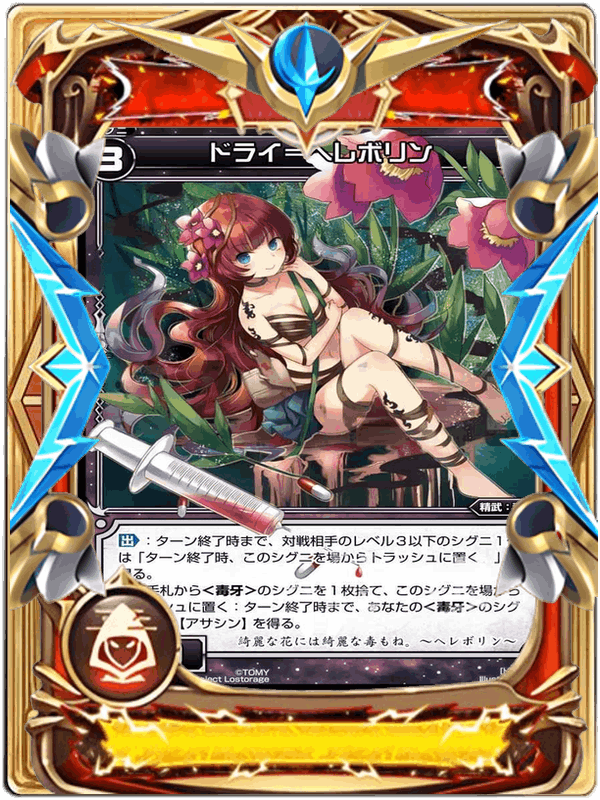 3
ドライ=ヘレボリン
精武:
出:ターン終了時まで、対戦相手のレベル3以下のシグニ1
は「ターン終了時、このシグニを場からトラッシュに置く 」
る。
手札から<毒牙>のシグニを1枚捨て、このシグニを場から
シュに置く:ターン終了時まで、あなたの<毒牙>のシグ
【アサシン】を得る。
綺麗な花には綺麗な毒もね。~ヘレボリン~
©TOMY
ject Lostorage
Illus